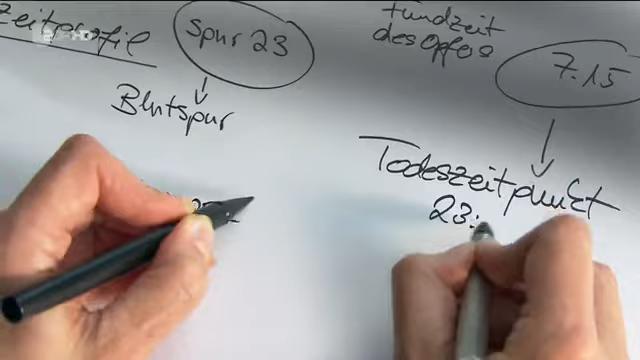 zeitprofil
Spur 23
Blutspur
fundzeit
des Opfers
7.15
Todeszeitpunkt
23: